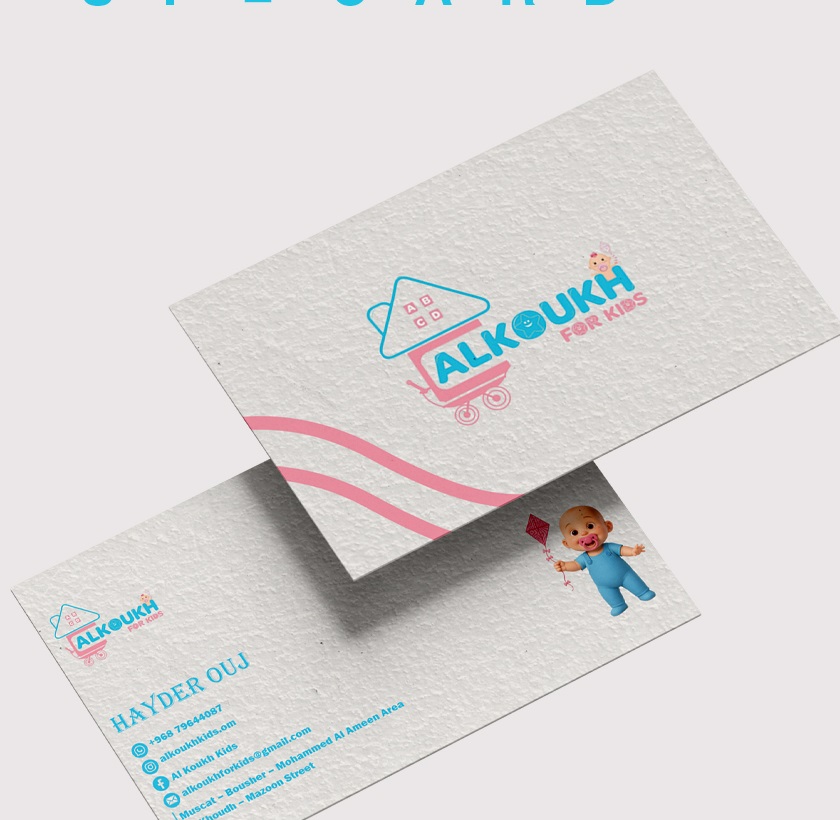 A B
C D
ALKOUKH
FOR KIDS
ALKOUKH
FOR KIDS
HAYDER OUJ
+968 79644087
alkoukhkids.om
Al Koukh Kids
alkoukhforkids@gmail.com
Muscat – Bousher – Mohammed Al Ameen Area
Khoudh – Mazoon Street